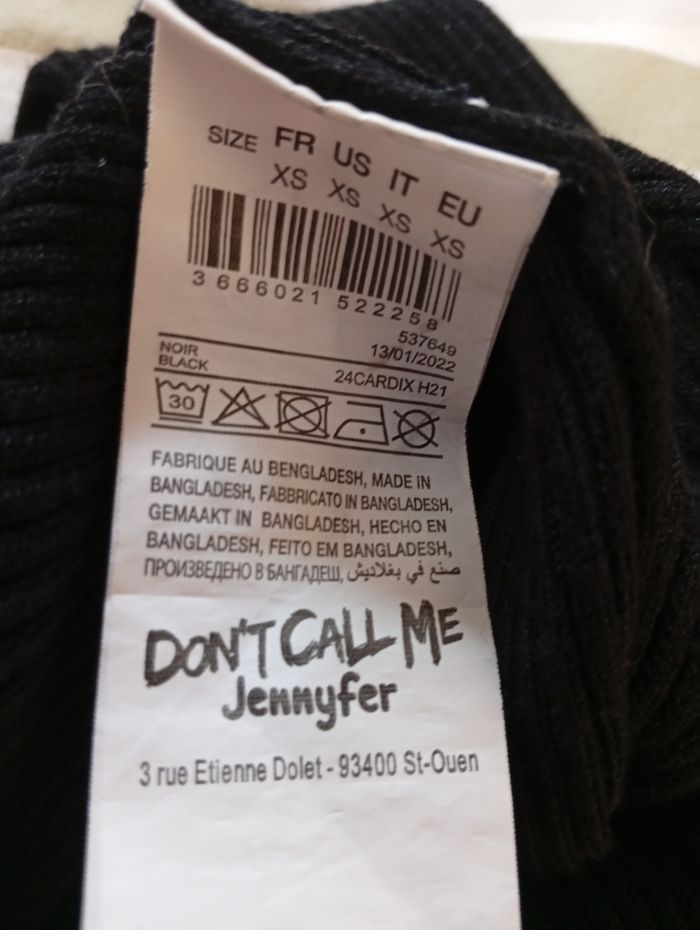 SIZE FR US IT EU
XS XS XS XS
3 666021 522258
537649
13/01/2022
NOIR
BLACK
24CARDIX H21
30
FABRIQUE AU BENGLADESH, MADE IN
BANGLADESH, FABBRICATO IN BANGLADESH,
GEMAAKT IN BANGLADESH, HECHO EN
BANGLADESH, FEITO EM BANGLADESH,
ПРОИЗВЕДЕНО В БАНГАДЕШ, صنع في بغلاديش
DON'T CALL ME
Jennyfer
3 rue Etienne Dolet - 93400 St-Ouen